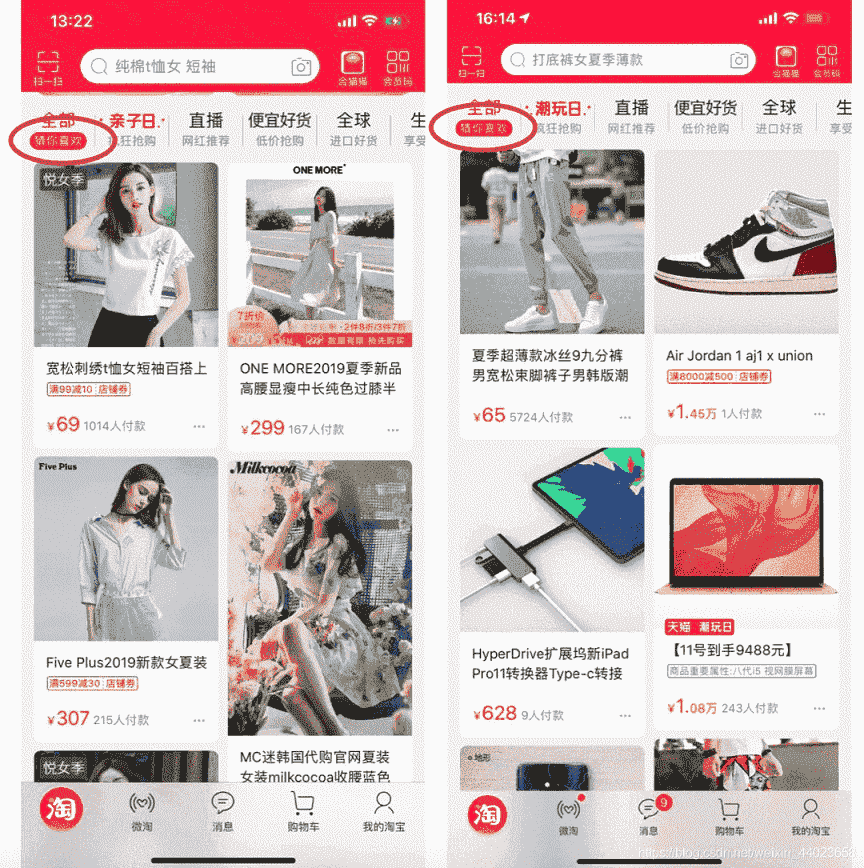 13:22
扫一扫
纯棉t恤女 短袖
会员码
全部
亲子日
直播
便宜好货
全球
生
猜你喜欢
疯狂抢购
网红推荐
低价抢购
进口好货
享受
悦女季
宽松刺绣t恤女短袖百搭上
满99减10
店铺券
¥69 1014人付款
ONE MORE
7折价
209
2件8折/3件7折
数量有限 抢先购买
ONE MORE2019夏季新品
高腰显瘦中长纯色过膝半
¥299 167人付款
Five Plus
Five Plus2019新款女夏装
满599减30
店铺券
¥307 215人付款
Milkcocoa
MC迷韩国代购官网夏装
女装milkcocoa收腰蓝色
悦女季
淘
微淘
消息
购物车
我的淘宝
16:14
扫一扫
打底裤女夏季薄款
会员码
全部
潮玩日
直播
便宜好货
全球
生
猜你喜欢
疯狂抢购
网红推荐
低价抢购
进口好货
享受
夏季超薄款冰丝9九分裤
男宽松束脚裤子男韩版潮
¥65 5724人付款
Air Jordan 1 aj1 x union
满8000减500
店铺券
¥1.45万 1人付款
HyperDrive扩展坞新iPad
Pro11转换器Type-c转接
¥628 9人付款
天猫 潮玩日
【11号到手9488元】
商品重要属性:八代i5 视网膜屏幕
¥1.08万 243人付款
地形
淘
微淘
9
消息
购物车
我的淘宝